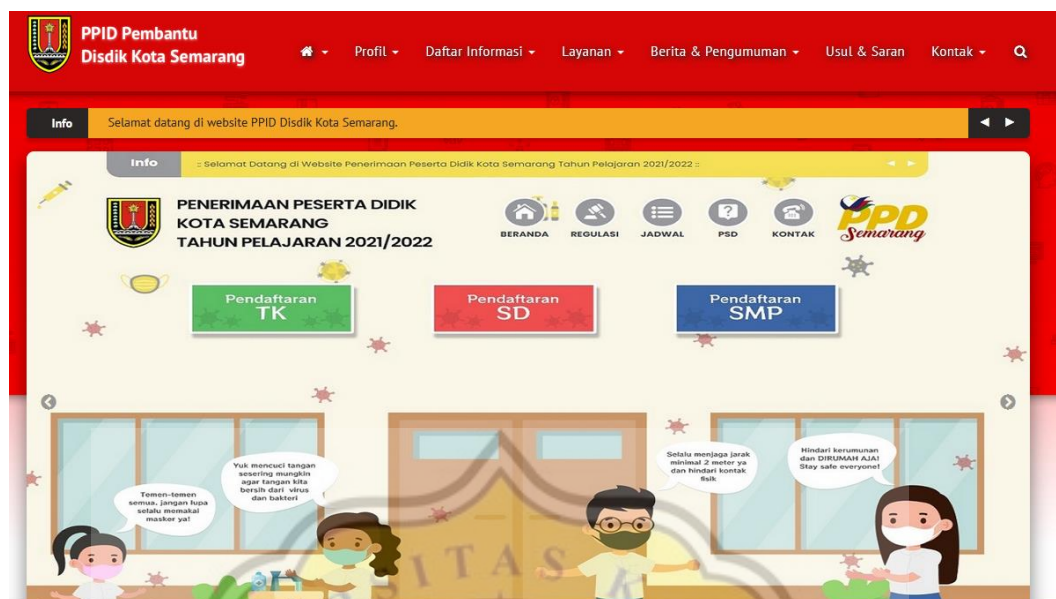 PPID Pembantu
Disdik Kota Semarang
Profil
Daftar Informasi
Layanan
Berita & Pengumuman
Usul & Saran
Kontak
Info
Selamat datang di website PPID Disdik Kota Semarang.
Info
:: Selamat Datang di Website Penerimaan Peserta Didik Kota Semarang Tahun Pelajaran 2021/2022 ::
PENERIMAAN PESERTA DIDIK
KOTA SEMARANG
TAHUN PELAJARAN 2021/2022
BERANDA
REGULASI
JADWAL
PSD
KONTAK
PPD
Semarang
Pendaftaran
TK
Pendaftaran
SD
Pendaftaran
SMP
Temen-temen
semua, jangan lupa
selalu memakai
masker ya!
Yuk mencuci tangan
sesering mungkin
agar tangan kita
bersih dari virus
dan bakteri
Selalu menjaga jarak
minimal 2 meter ya
dan hindari kontak
fisik
Hindari kerumunan
dan DIRUMAH AJA!
Stay safe everyone!